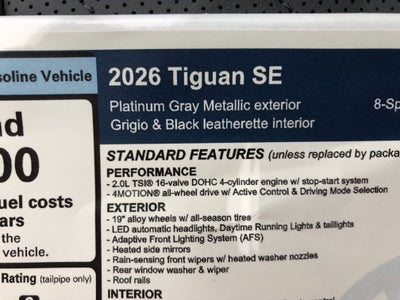 soline Vehicle
2026 Tiguan SE
Platinum Gray Metallic exterior
8-Sp
Grigio & Black leatherette interior
00
STANDARD FEATURES (unless replaced by packa
PERFORMANCE
- 2.0L TSI® 16-valve DOHC 4-cylinder engine w/ stop-start system
- 4MOTION® all-wheel drive w/ Active Control & Driving Mode Selection
uel costs
ars
the
vehicle.
EXTERIOR
- 19" alloy wheels w/ all-season tires
- LED automatic headlights, Daytime Running Lights & taillights
- Adaptive Front Lighting System (AFS)
- Heated side mirrors
- Rain-sensing front wipers w/ heated washer nozzles
- Rear window washer & wiper
- Roof rails
Rating (tailpipe only)
INTERIOR